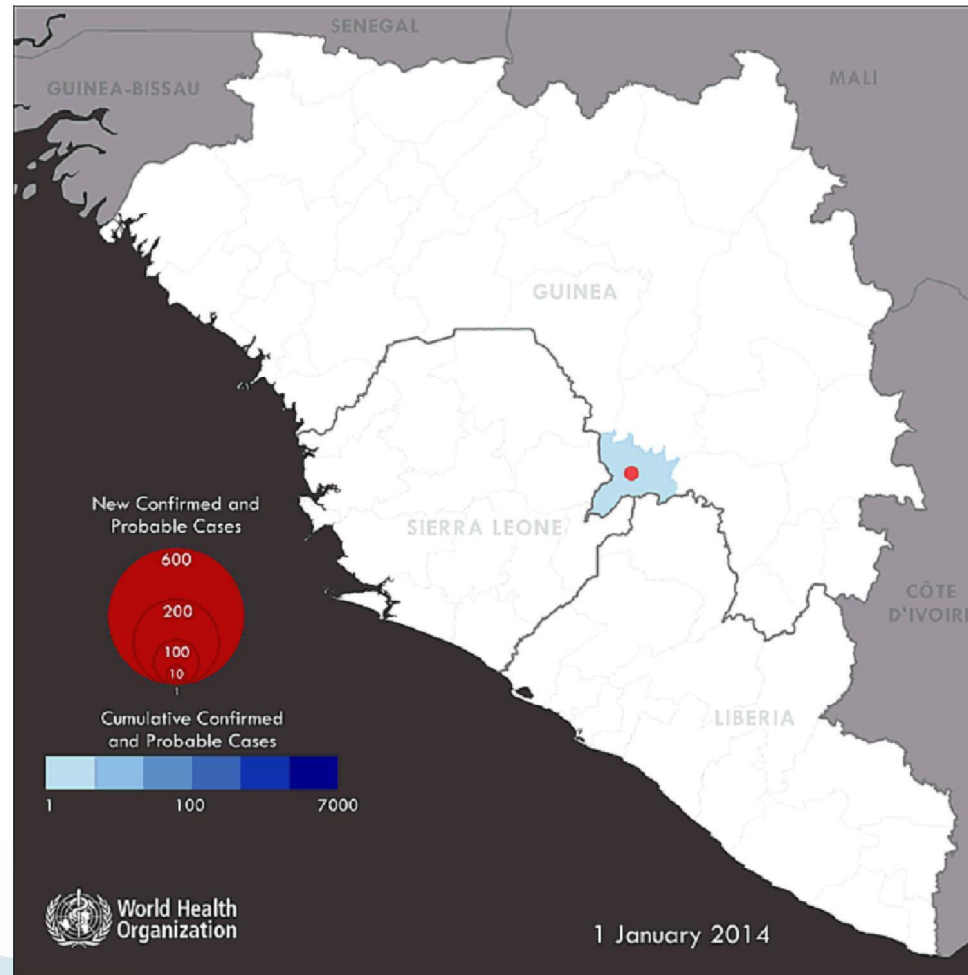 SENEGAL
MALI
GUINEA-BISSAU
GUINEA
New Confirmed and
Probable Cases
600
200
100
10
1
SIERRA LEONE
CÔTE
D'IVOIRE
Cumulative Confirmed
and Probable Cases
1
100
7000
LIBERIA
World Health
Organization
1 January 2014